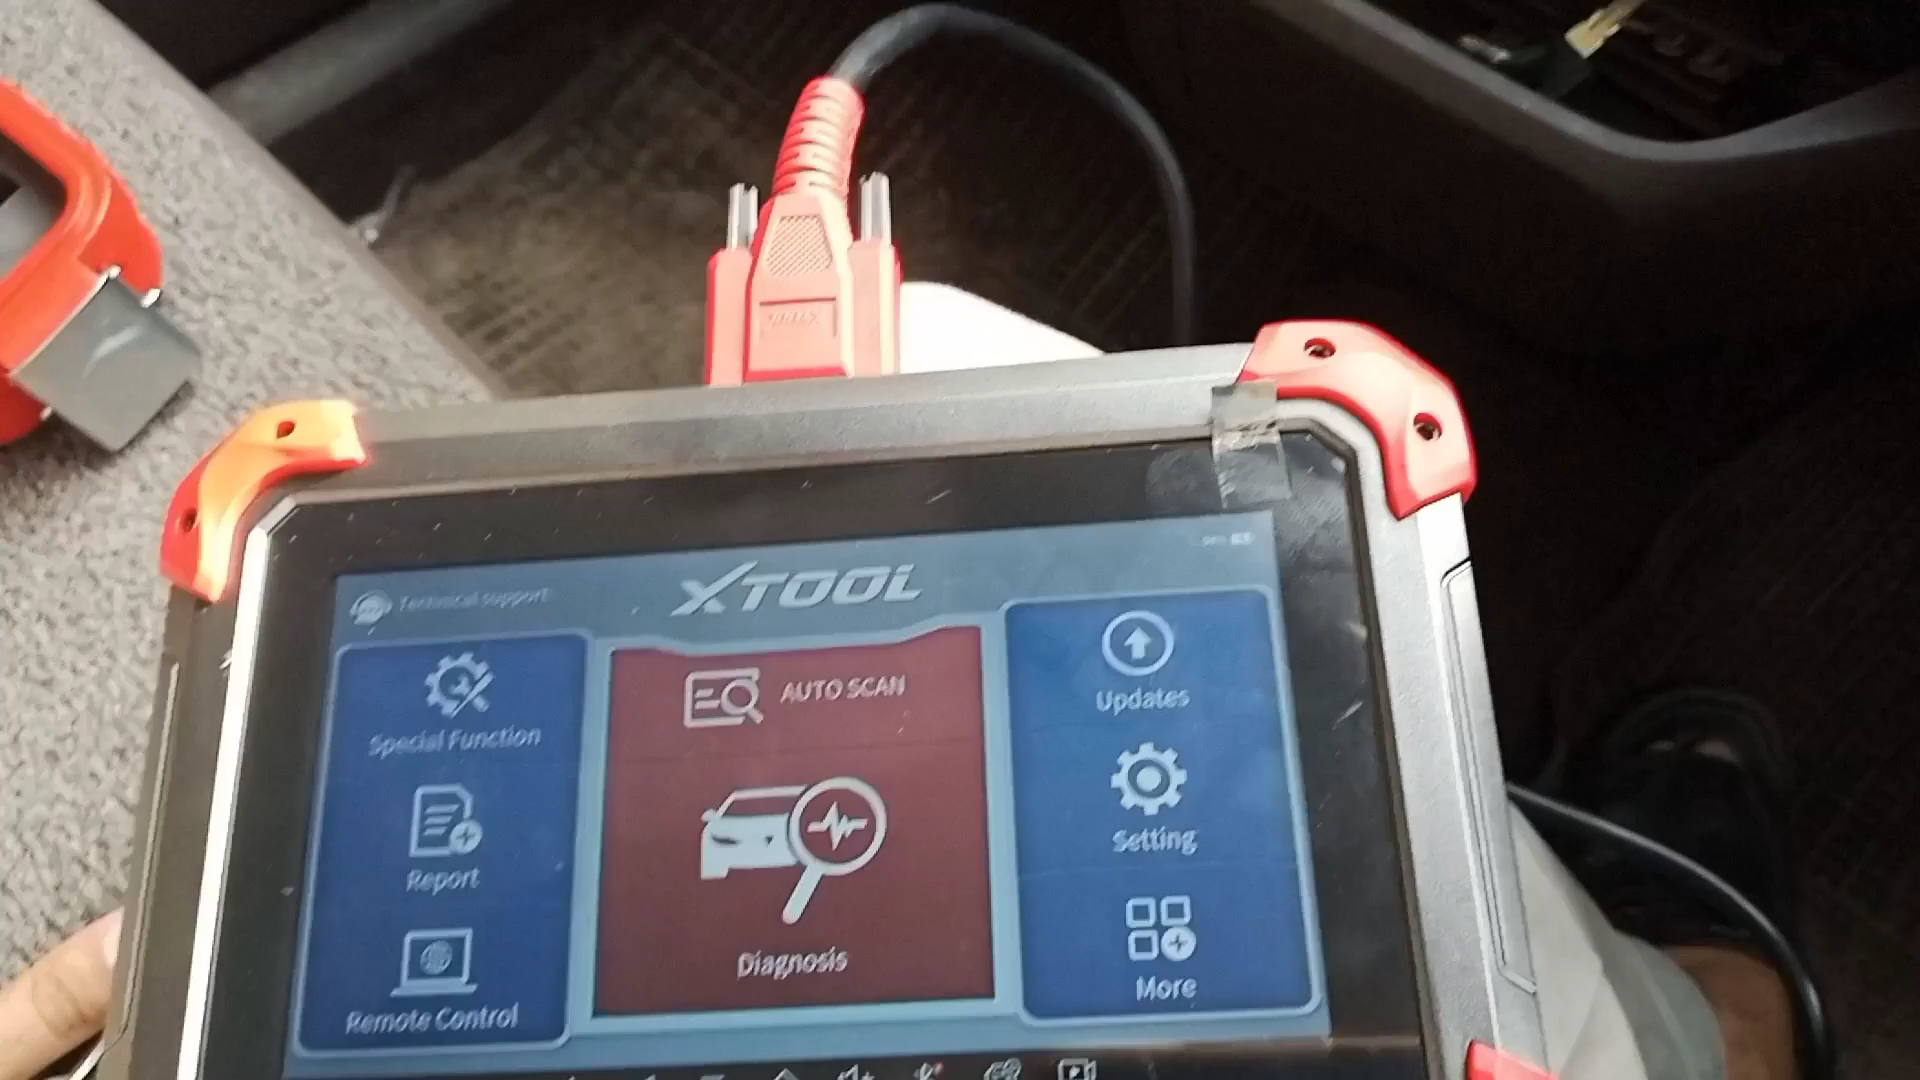 Technical support
XTOOL
AUTO SCAN
Special Function
Report
Remote Control
Diagnosis
Updates
Setting
More